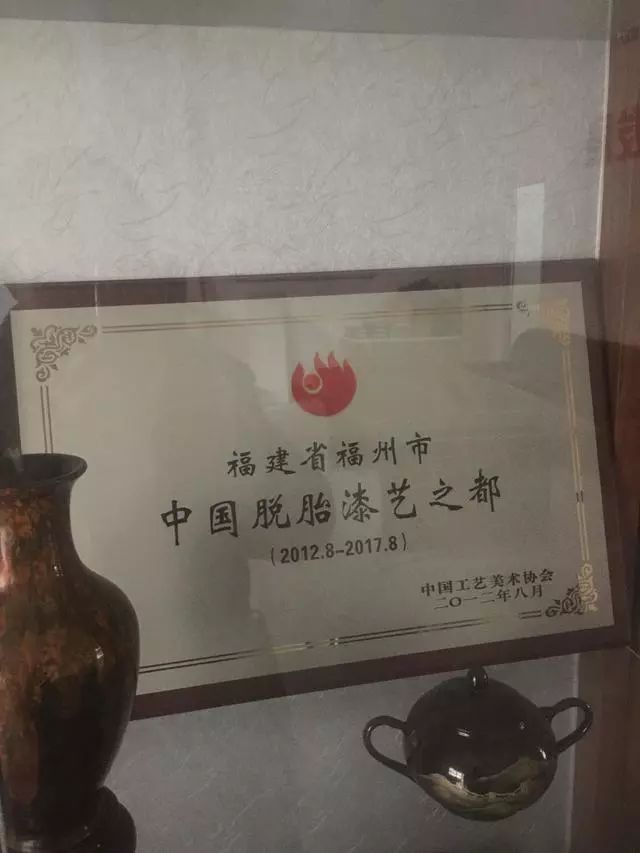 福建省福州市
中国脱胎漆艺之都
(2012.8-2017.8)
中国工艺美术协会
二〇一二年八月